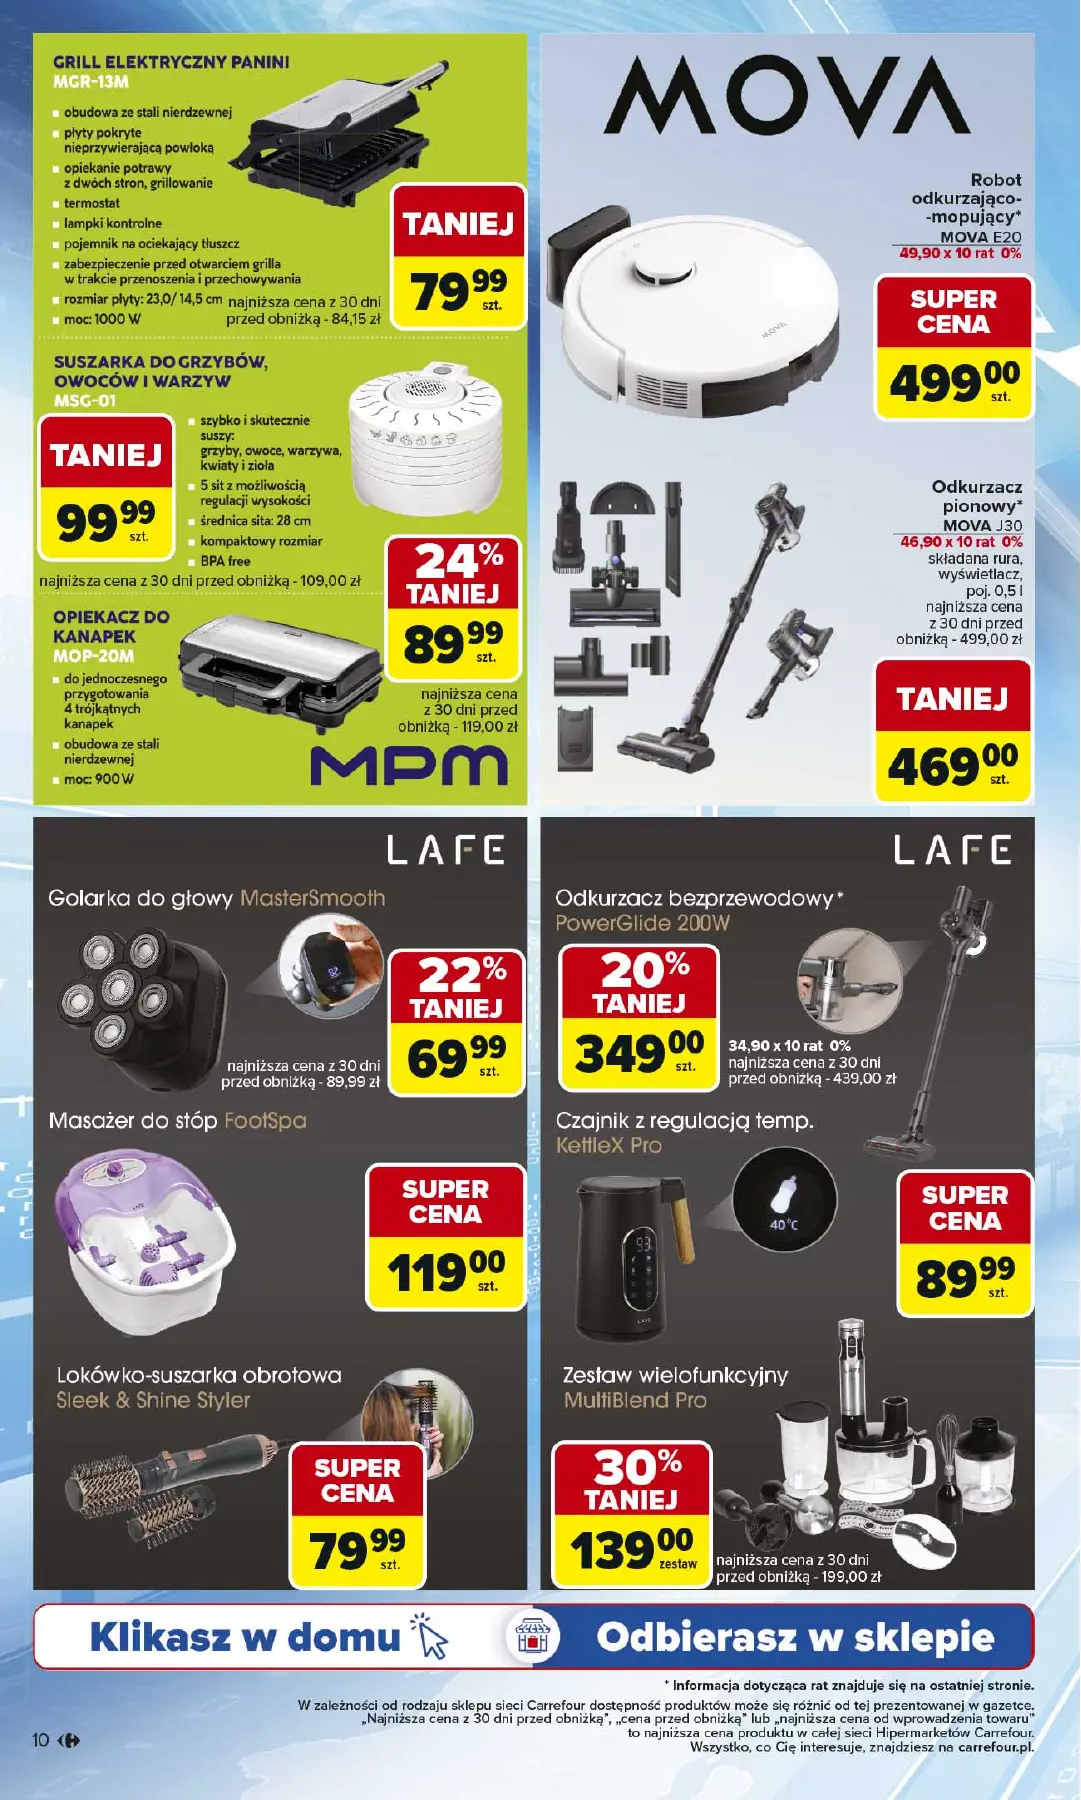 GRILL ELEKTRYCZNY PANINI
MGR-13M
obudowa ze stali nierdzewnej
płyty pokryte
nieprzywierającą powłoką
opiekanie potrawy
z dwóch stron, grillowanie
termostat
lampki kontrolne
pojemnik na ociekający tłuszcz
zabezpieczenie przed otwarciem grilla
w trakcie przenoszenia i przechowywania
rozmiar płyty: 23,0/ 14,5 cm
moc: 1000 W
najniższa cena z 30 dni
przed obniżką - 84,15 zł
TANIEJ
79 99
szt.
SUSZARKA DO GRZYBÓW,
OWOCÓW I WARZYW
MSG-01
TANIEJ
99 99
szt.
szybko i skutecznie
suszy:
grzyby, owoce, warzywa,
kwiaty i zioła
5 sit z możliwością
regulacji wysokości
średnica sita: 28 cm
kompaktowy rozmiar
BPA free
najniższa cena z 30 dni przed obniżką - 109,00 zł
OPIEKACZ DO
KANAPEK
MOP-20M
do jednoczesnego
przygotowania
4 trójkątnych
kanapek
obudowa ze stali
nierdzewnej
moc: 900 W
24%
TANIEJ
89 99
szt.
najniższa cena
z 30 dni przed
obniżką - 119,00 zł
MPM
MOVA
Robot
odkurzająco-
-mopujący*
MOVA E20
49,90 x 10 rat 0%
SUPER
CENA
499 00
szt.
MOVA
Odkurzacz
pionowy*
MOVA J30
46,90 x 10 rat 0%
składana rura,
wyświetlacz,
poj. 0,5 l
najniższa cena
z 30 dni przed
obniżką - 499,00 zł
TANIEJ
469 00
szt.
LAFE
Golarka do głowy MasterSmooth
22%
TANIEJ
69 99
szt.
najniższa cena z 30 dni
przed obniżką - 89,99 zł
Masażer do stóp FootSpa
LAFE
SUPER
CENA
119 00
szt.
Lokówko-suszarka obrotowa
Sleek & Shine Styler
SUPER
CENA
79 99
szt.
LAFE
Odkurzacz bezprzewodowy*
PowerGlide 200W
20%
TANIEJ
349 00
szt.
34,90 x 10 rat 0%
najniższa cena z 30 dni
przed obniżką - 439,00 zł
Czajnik z regulacją temp.
KettleX Pro
93
LAFE
40°C
SUPER
CENA
89 99
szt.
Zestaw wielofunkcyjny
MultiBlend Pro
30%
TANIEJ
139 00
zestaw
najniższa cena z 30 dni
przed obniżką - 199,00 zł
Klikasz w domu
Odbierasz w sklepie
* Informacja dotycząca rat znajduje się na ostatniej stronie.
W zależności od rodzaju sklepu sieci Carrefour dostępność produktów może się różnić od tej prezentowanej w gazetce.
„Najniższa cena z 30 dni przed obniżką”, „cena przed obniżką” lub „najniższa cena od wprowadzenia towaru”
to najniższa cena produktu w całej sieci Hipermarketów Carrefour.
Wszystko, co Cię interesuje, znajdziesz na carrefour.pl.
10